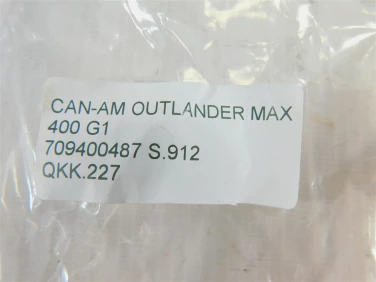 CAN-AM OUTLANDER MAX
400 G1
709400487 S.912
QKK.227